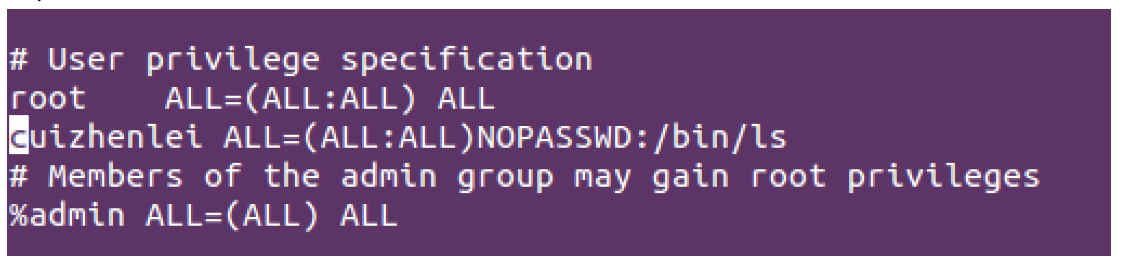 # User privilege specification
root    ALL=(ALL:ALL) ALL
cuizhenlei ALL=(ALL:ALL)NOPASSWD:/bin/ls
# Members of the admin group may gain root privileges
%admin ALL=(ALL) ALL